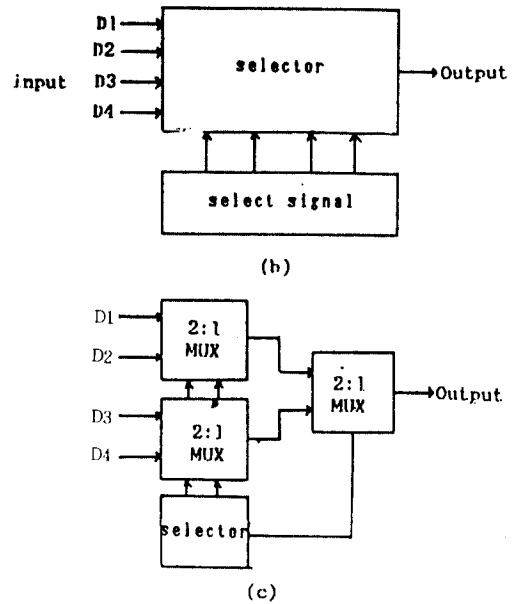 D1
D2
selector
Output
input
D3
D4
select signal
(b)
D1
2:1
MUX
D2
2:1
MUX
Output
D3
2:1
MUX
D4
selector
(c)